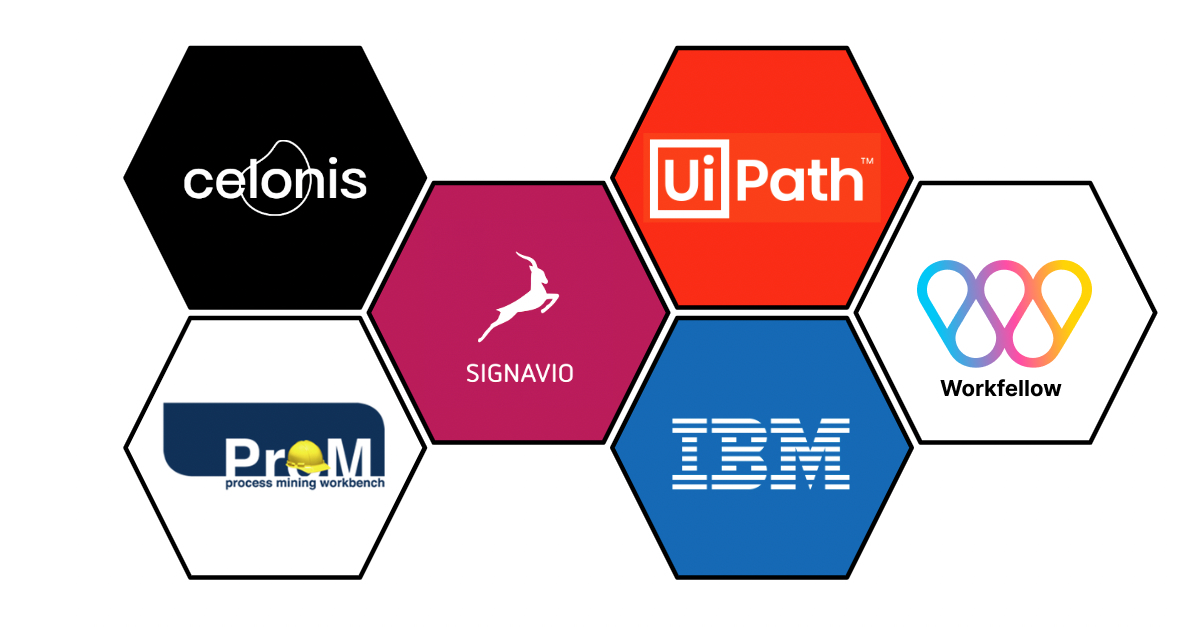 celonis
UiPath™
SIGNAVIO
Workfellow
PrOM
process mining workbench
IBM